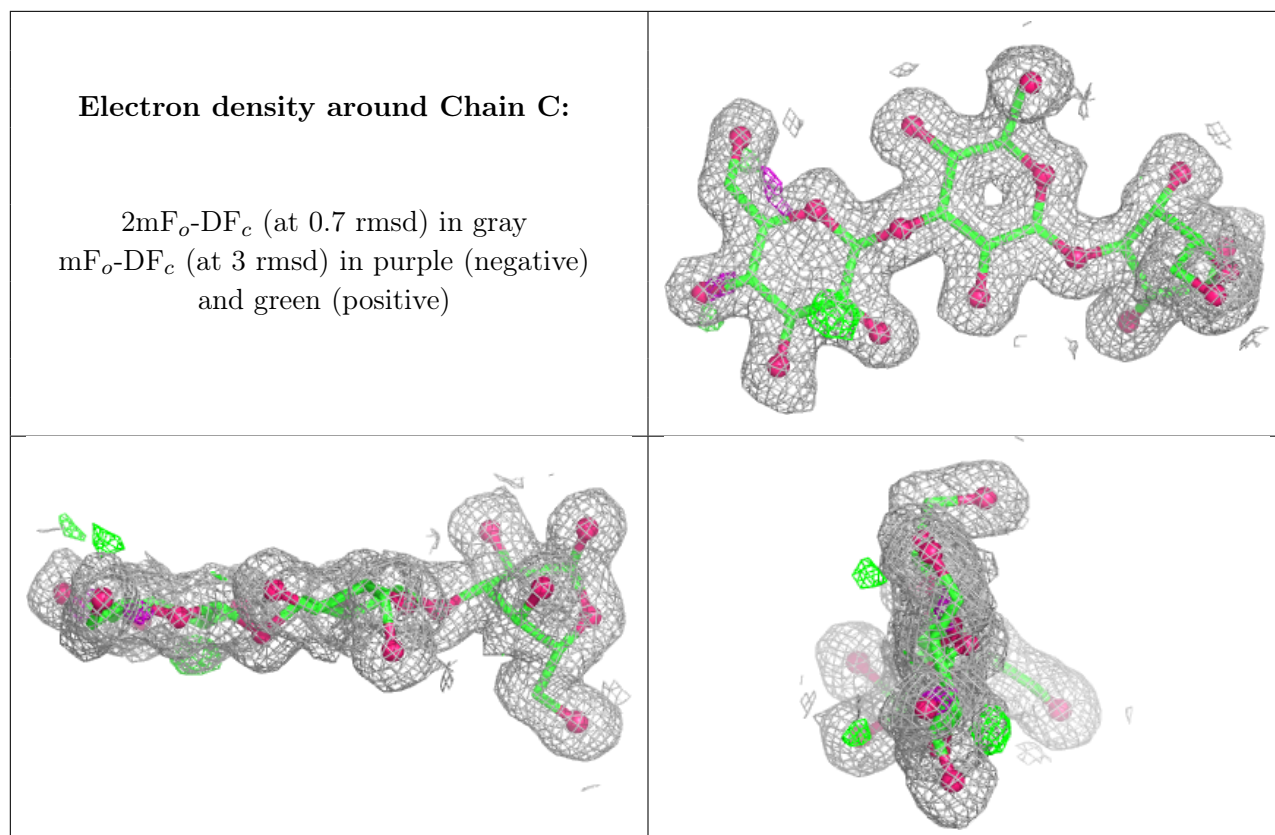 Electron density around Chain C:
2mFₒ-DF𝒸 (at 0.7 rmsd) in gray
mFₒ-DF𝒸 (at 3 rmsd) in purple (negative)
and green (positive)